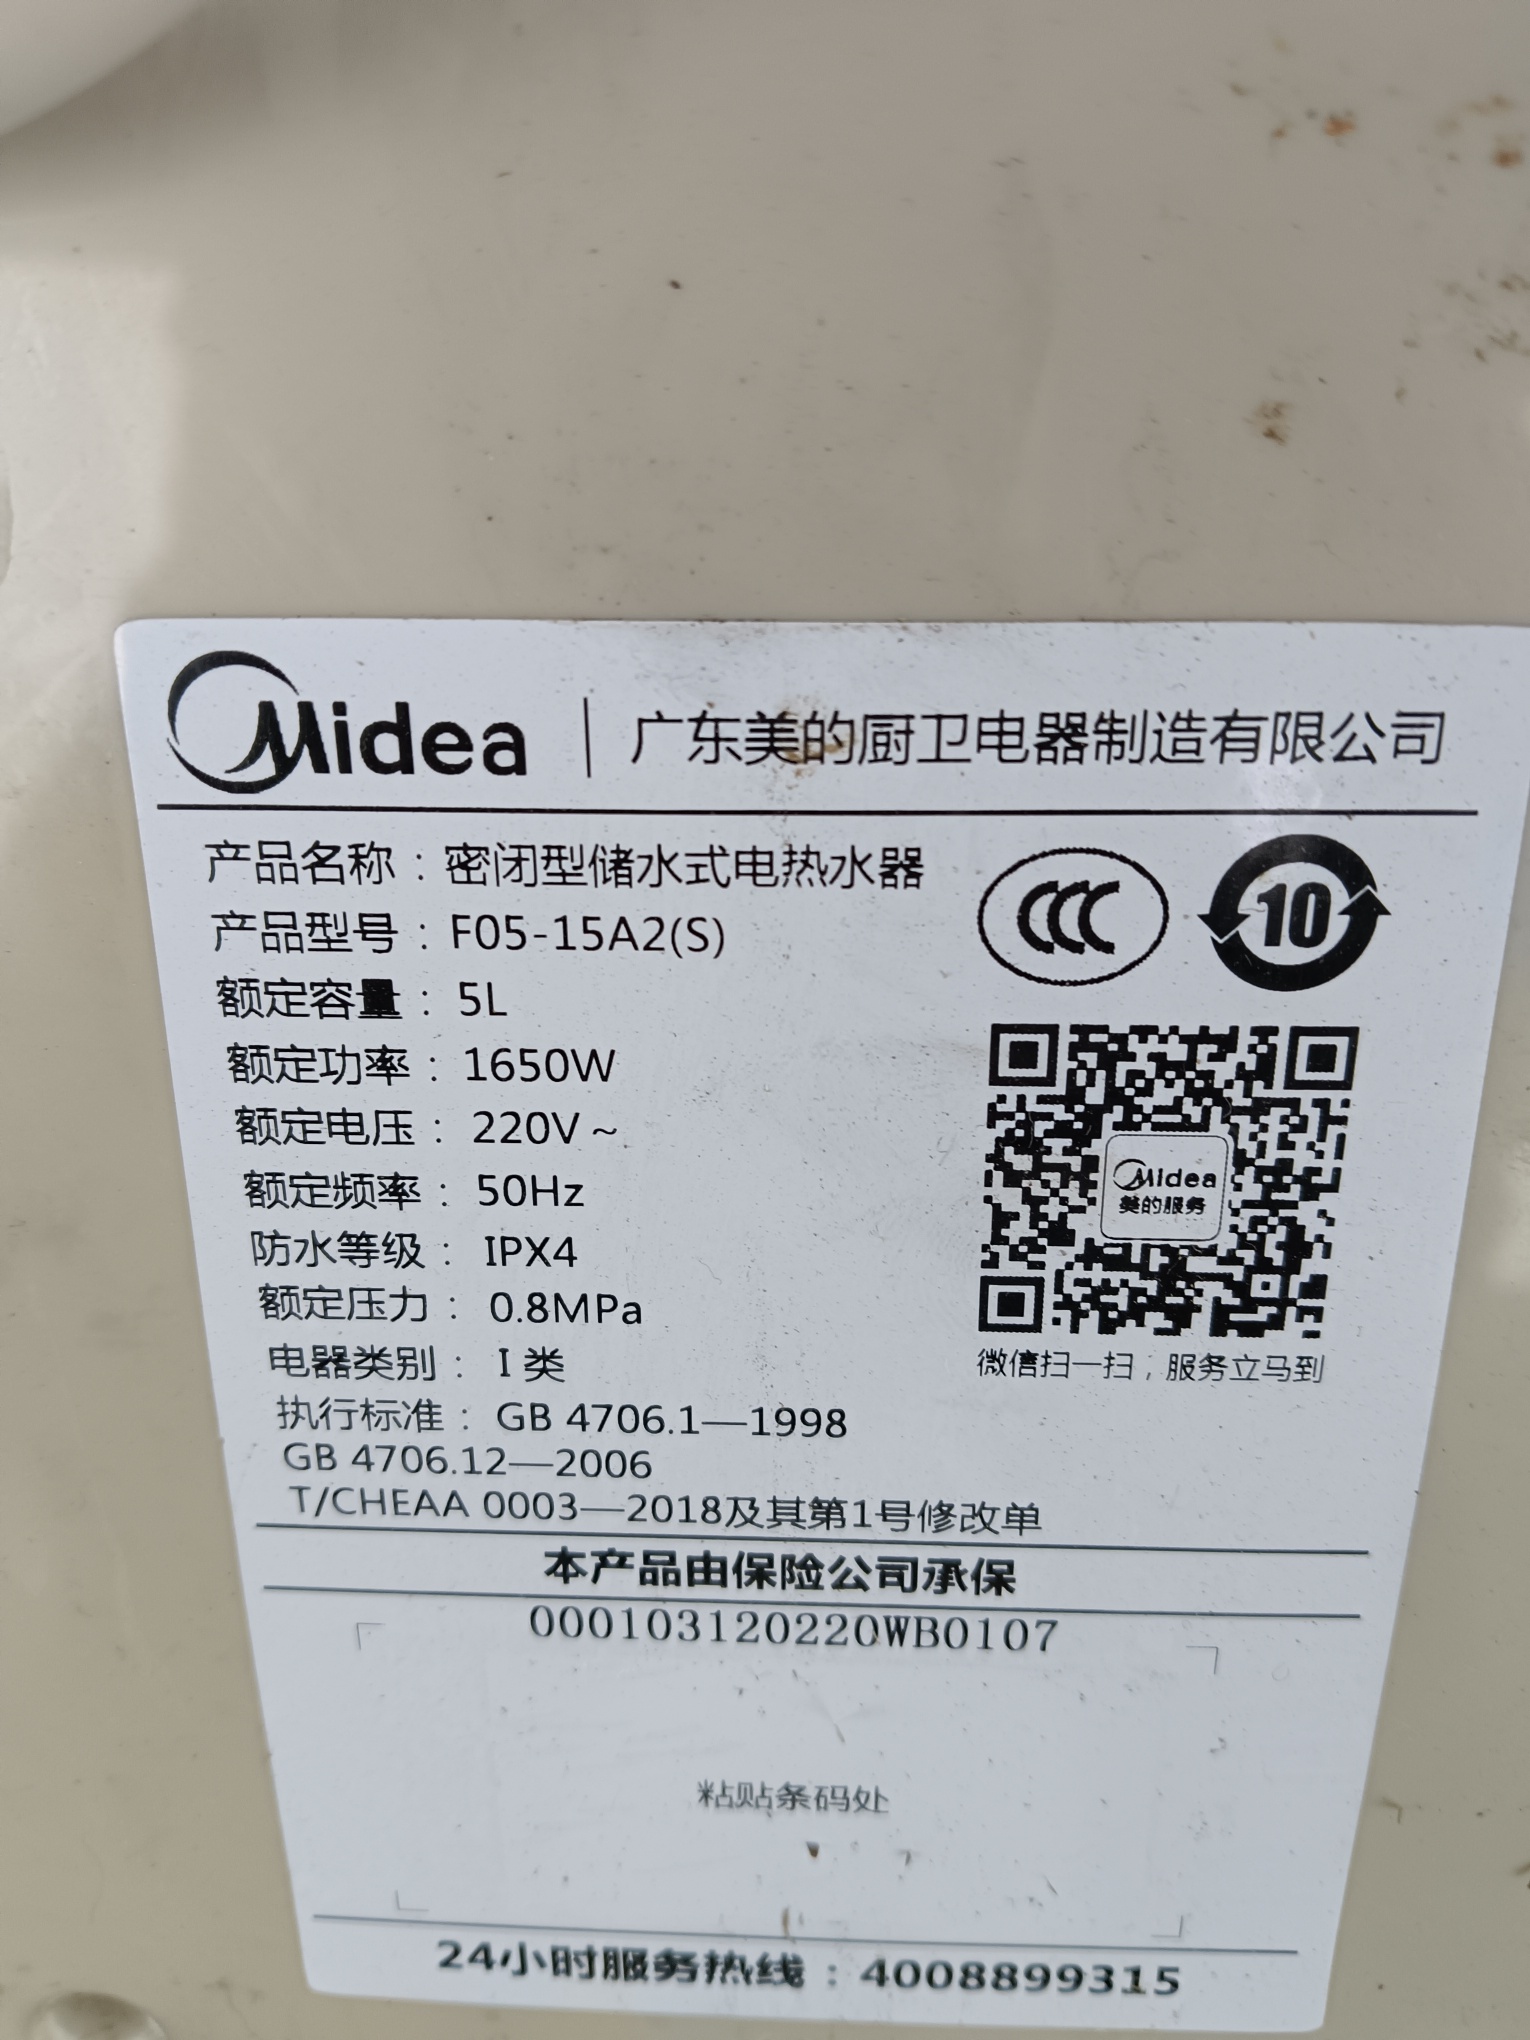 Midea | 广东美的厨卫电器制造有限公司
产品名称：密闭型储水式电热水器
产品型号：F05-15A2(S)
额定容量：5L
额定功率：1650W
额定电压：220V～
额定频率：50Hz
防水等级：IPX4
额定压力：0.8MPa
电器类别：I 类
执行标准：GB 4706.1—1998
GB 4706.12—2006
T/CHEAA 0003—2018及其第1号修改单
CCC
10
Midea
美的服务
微信扫一扫，服务立马到
本产品由保险公司承保
000103120220WB0107
粘贴条码处
24小时服务热线：4008899315